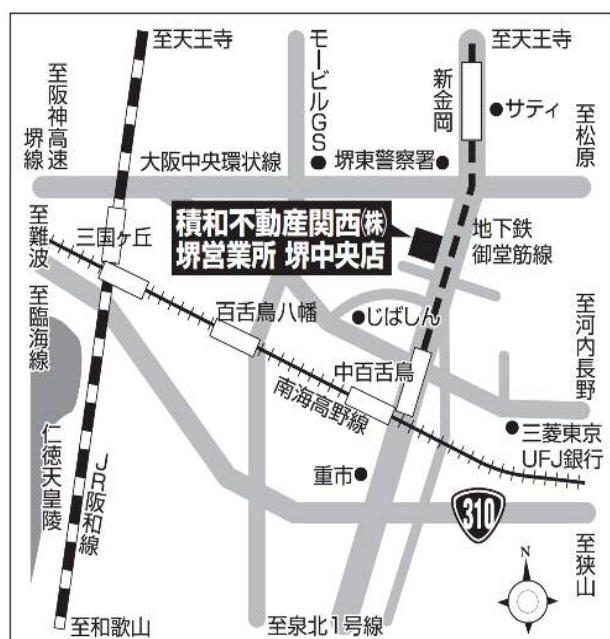 至天王寺
至天王寺
モービルGS
新金岡
サティ
至阪神高速
堺線
大阪中央環状線
堺東警察署
至松原
積和不動産関西㈱
堺営業所 堺中央店
地下鉄
御堂筋線
至難波
三国ヶ丘
百舌鳥八幡
じばしん
至臨海線
中百舌鳥
至河内長野
南海高野線
仁徳天皇陵
JR阪和線
三菱東京
UFJ銀行
重市
310
N
至狭山
至和歌山
至泉北1号線